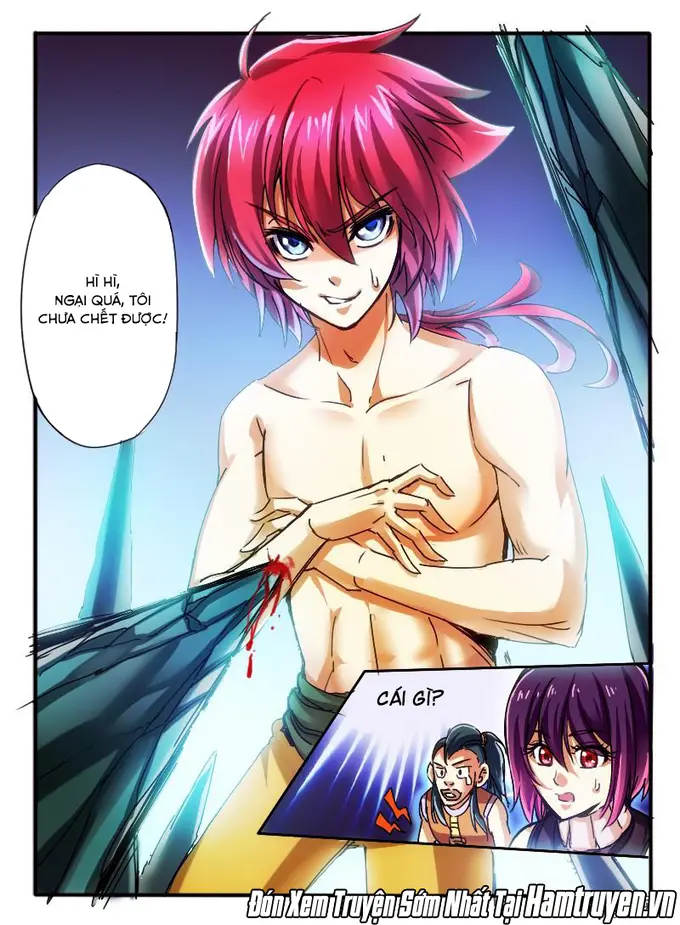 HÌ HÌ,
NGẠI QUÁ, TÔI
CHƯA CHẾT ĐƯỢC!
CÁI GÌ?
Đón Xem Truyện Sớm Nhất Tại Hamtruyen.vn